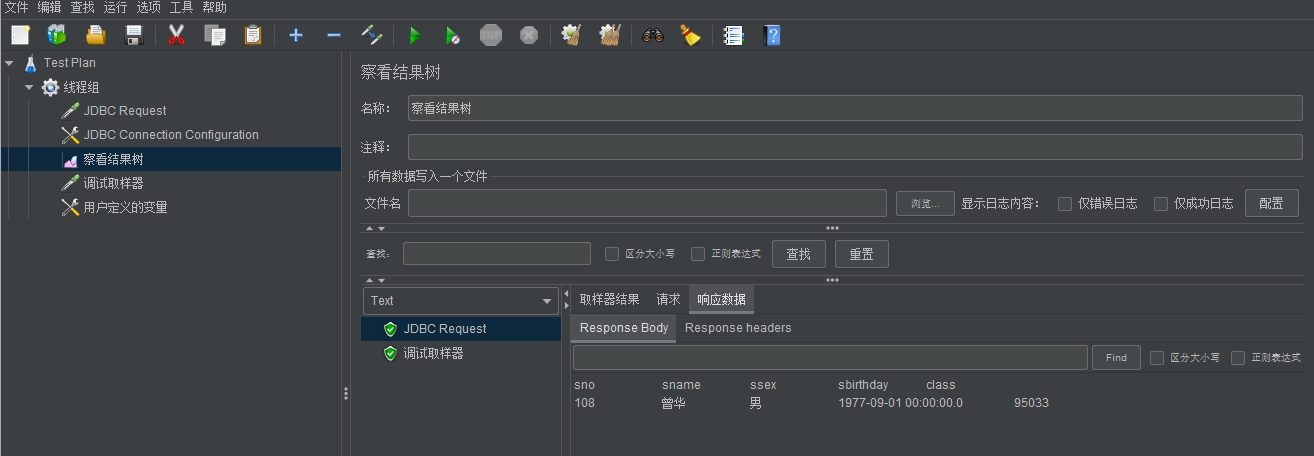 文件 编辑 查找 运行 选项 工具 帮助
STOP
Test Plan
线程组
JDBC Request
JDBC Connection Configuration
察看结果树
调试取样器
用户定义的变量
察看结果树
名称: 察看结果树
注释:
所有数据写入一个文件
文件名 浏览... 显示日志内容: 仅错误日志 仅成功日志 配置
查找: 区分大小写 正则表达式 查找 重置
Text
JDBC Request
调试取样器
取样器结果 请求 响应数据
Response Body Response headers
Find 区分大小写 正则表达式
sno sname ssex sbirthday class
108 曾华 男 1977-09-01 00:00:00.0 95033